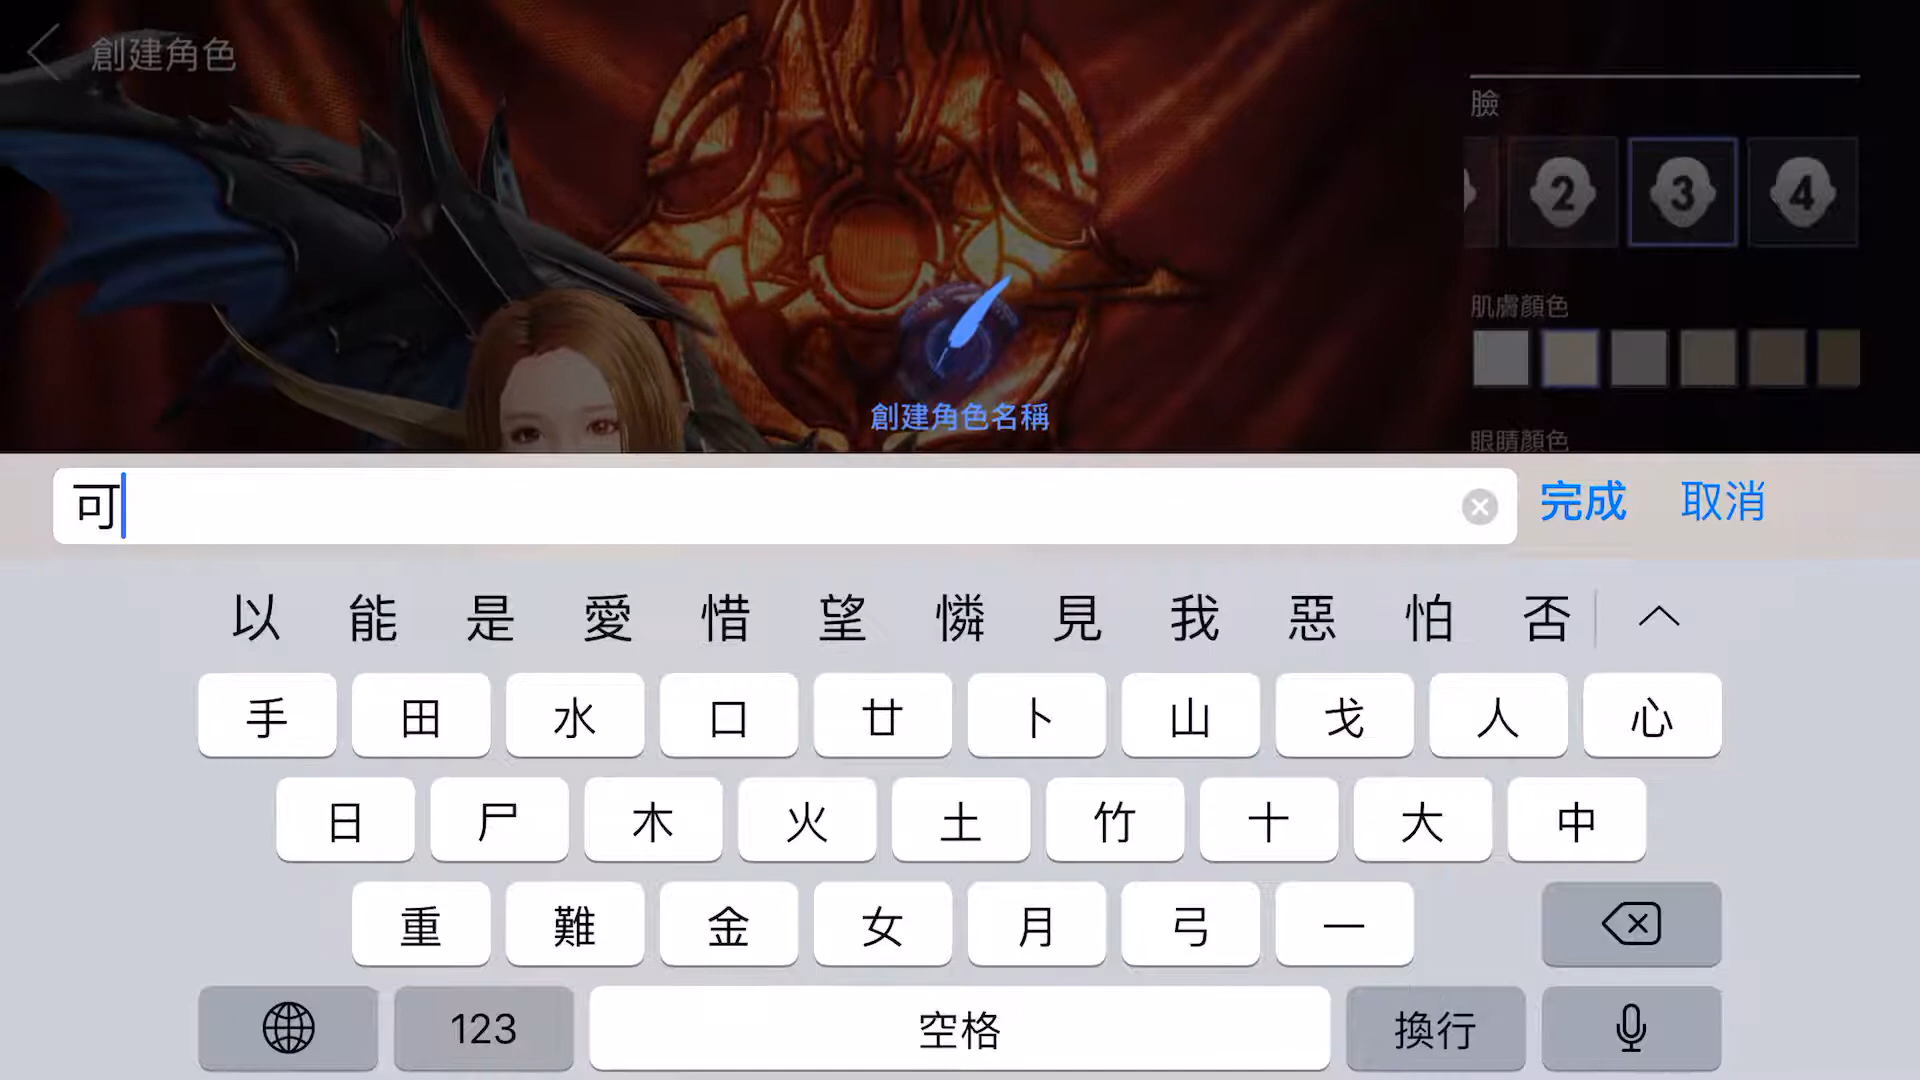 創建角色
臉
2 3 4
肌膚顏色
創建角色名稱
眼睛顏色
可
完成 取消
以 能 是 愛 惜 望 憐 見 我 惡 怕 否
手 田 水 口 廿 卜 山 戈 人 心
日 尸 木 火 土 竹 十 大 中
重 難 金 女 月 弓 一
123 空格 換行